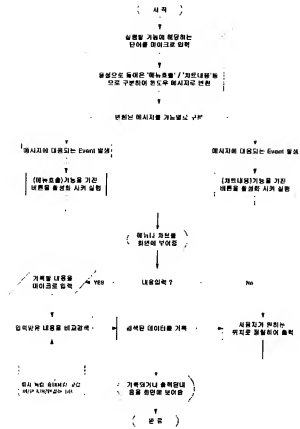 시 작
실행할 기능에 해당하는
단어를 마이크로 입력
음성으로 들어온 '메뉴호출' / '차트내용' 등
으로 구분하여 윈도우 메시지로 변환
변환된 메시지를 기능별로 구분
메시지에 대응되는 Event 발생
메시지에 대응되는 Event 발생
(메뉴호출)기능을 가진
버튼을 활성화 시켜 실행
(차트내용)기능을 가진
버튼을 활성화 시켜 실행
메뉴나 차트를
화면에 보여줌
기록할 내용을
마이크로 입력
YES
내용입력 ?
No
입력받은 내용을 비교검색
검색된 데이터를 기록
사용자가 원하는
위치로 정렬하여 출력
기록되거나 출력된내
용을 화면에 보여줌
완 료